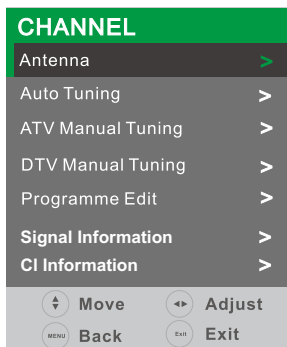 CHANNEL
Antenna >
Auto Tuning >
ATV Manual Tuning >
DTV Manual Tuning >
Programme Edit >
Signal Information >
CI Information >
Move Adjust
MENU Back Exit Exit